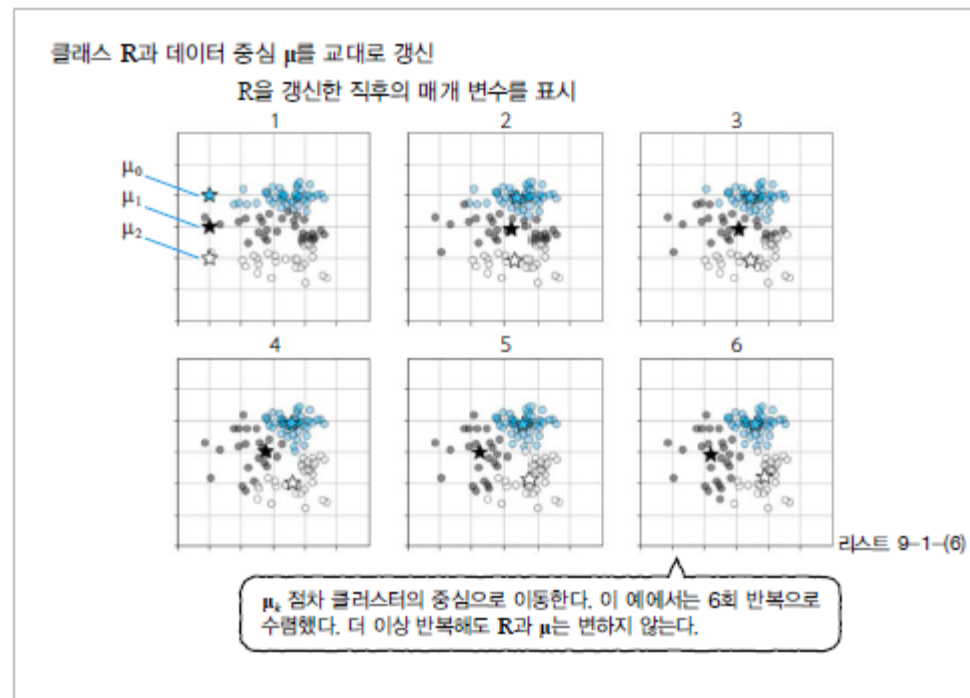 클래스 R과 데이터 중심 μ를 교대로 갱신
R을 갱신한 직후의 매개 변수를 표시
1 2 3
μ0
μ1
μ2
4 5 6
리스트 9-1-(6)
μk 점차 클러스터의 중심으로 이동한다. 이 예에서는 6회 반복으로
수렴했다. 더 이상 반복해도 R과 μ는 변하지 않는다.